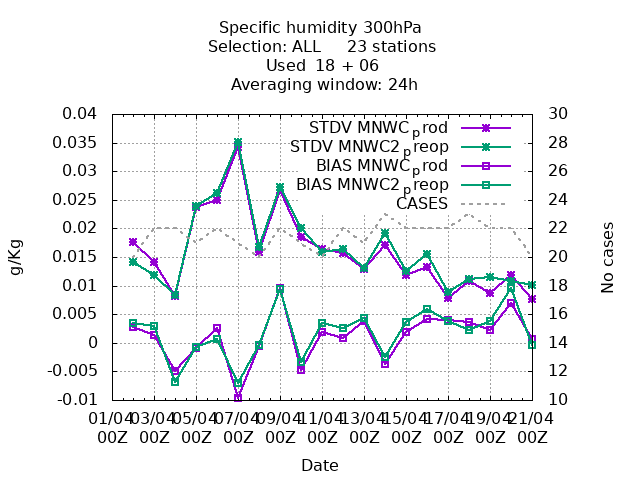 Specific humidity 300hPa
Selection: ALL     23 stations
Used  18 + 06
Averaging window: 24h
STDV MNWC_prod
STDV MNWC2_preop
BIAS MNWC_prod
BIAS MNWC2_preop
CASES
0.04
0.035
0.03
0.025
0.02
0.015
0.01
0.005
0
-0.005
-0.01
g/Kg
30
28
26
24
22
20
18
16
14
12
10
No cases
01/04 03/04 05/04 07/04 09/04 11/04 13/04 15/04 17/04 19/04 21/04
00Z 00Z 00Z 00Z 00Z 00Z 00Z 00Z 00Z 00Z 00Z
Date